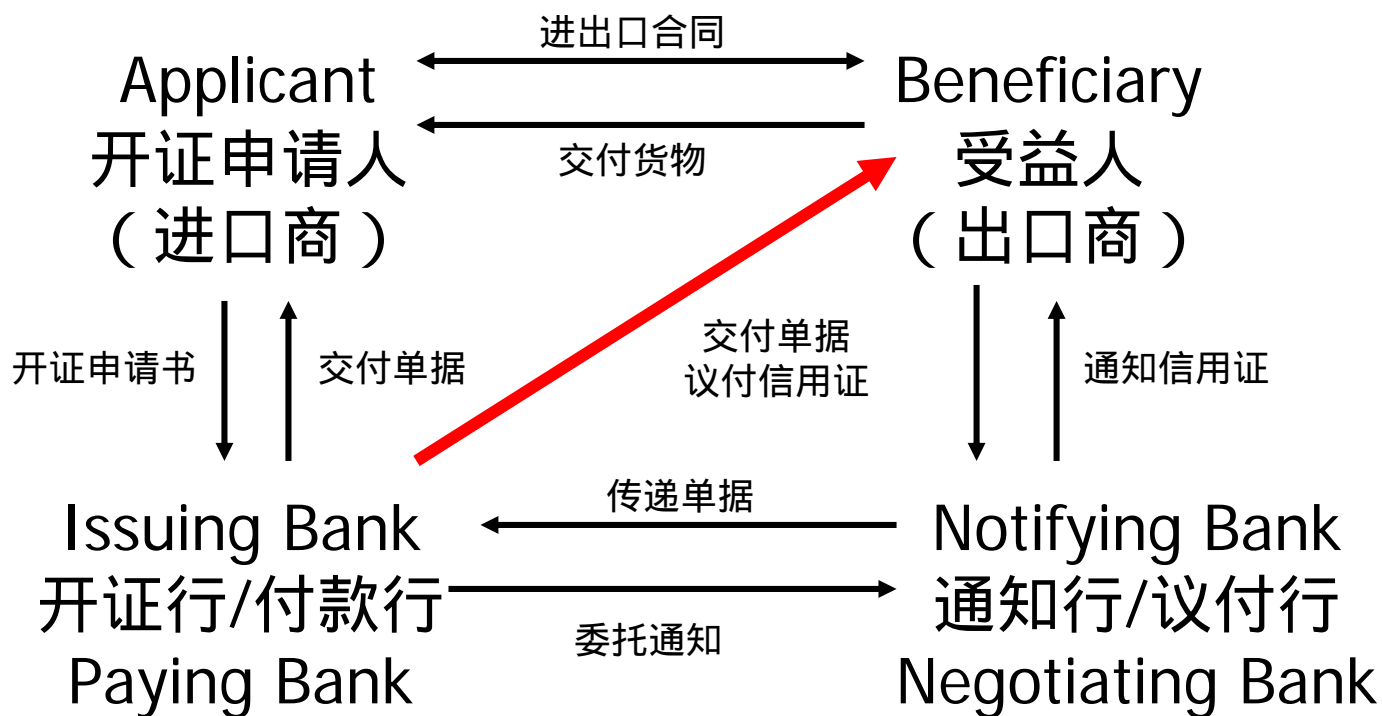 进出口合同
Applicant
开证申请人
（进口商）
Beneficiary
受益人
（出口商）
交付货物
开证申请书
交付单据
交付单据
议付信用证
通知信用证
传递单据
Issuing Bank
开证行/付款行
Paying Bank
委托通知
Notifying Bank
通知行/议付行
Negotiating Bank